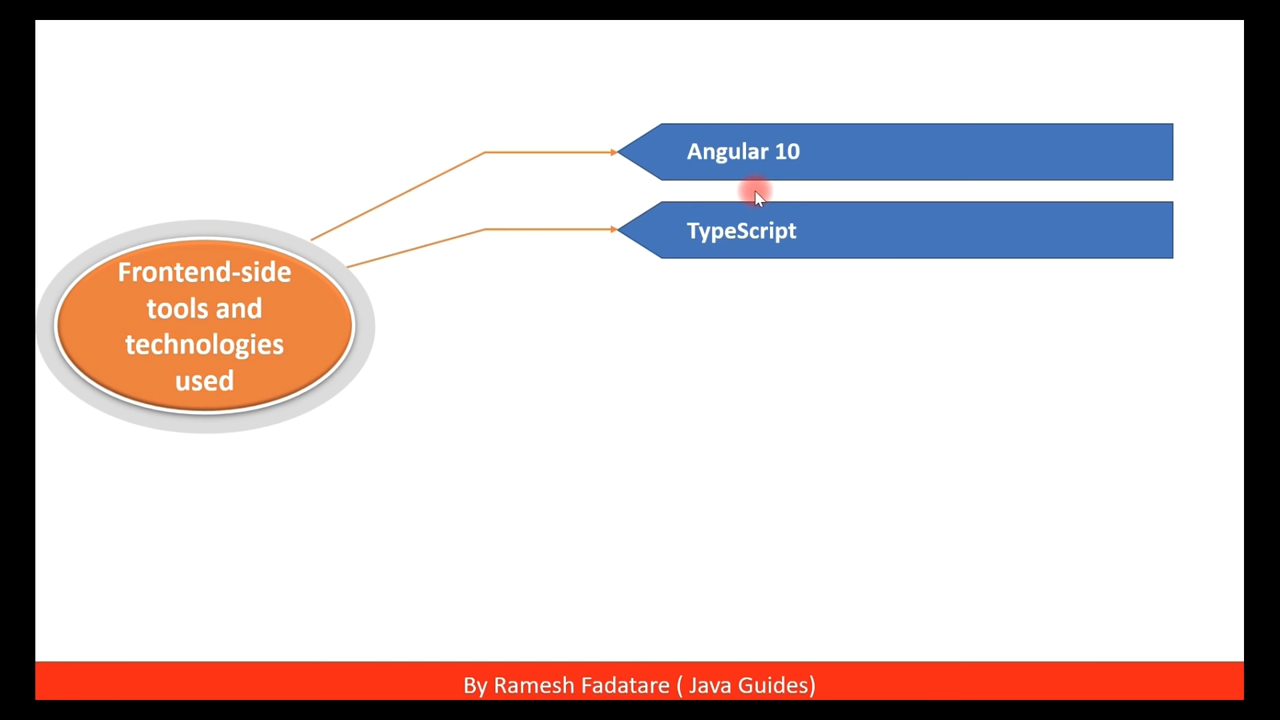 Angular 10
TypeScript
Frontend-side
tools and
technologies
used
By Ramesh Fadatare ( Java Guides)